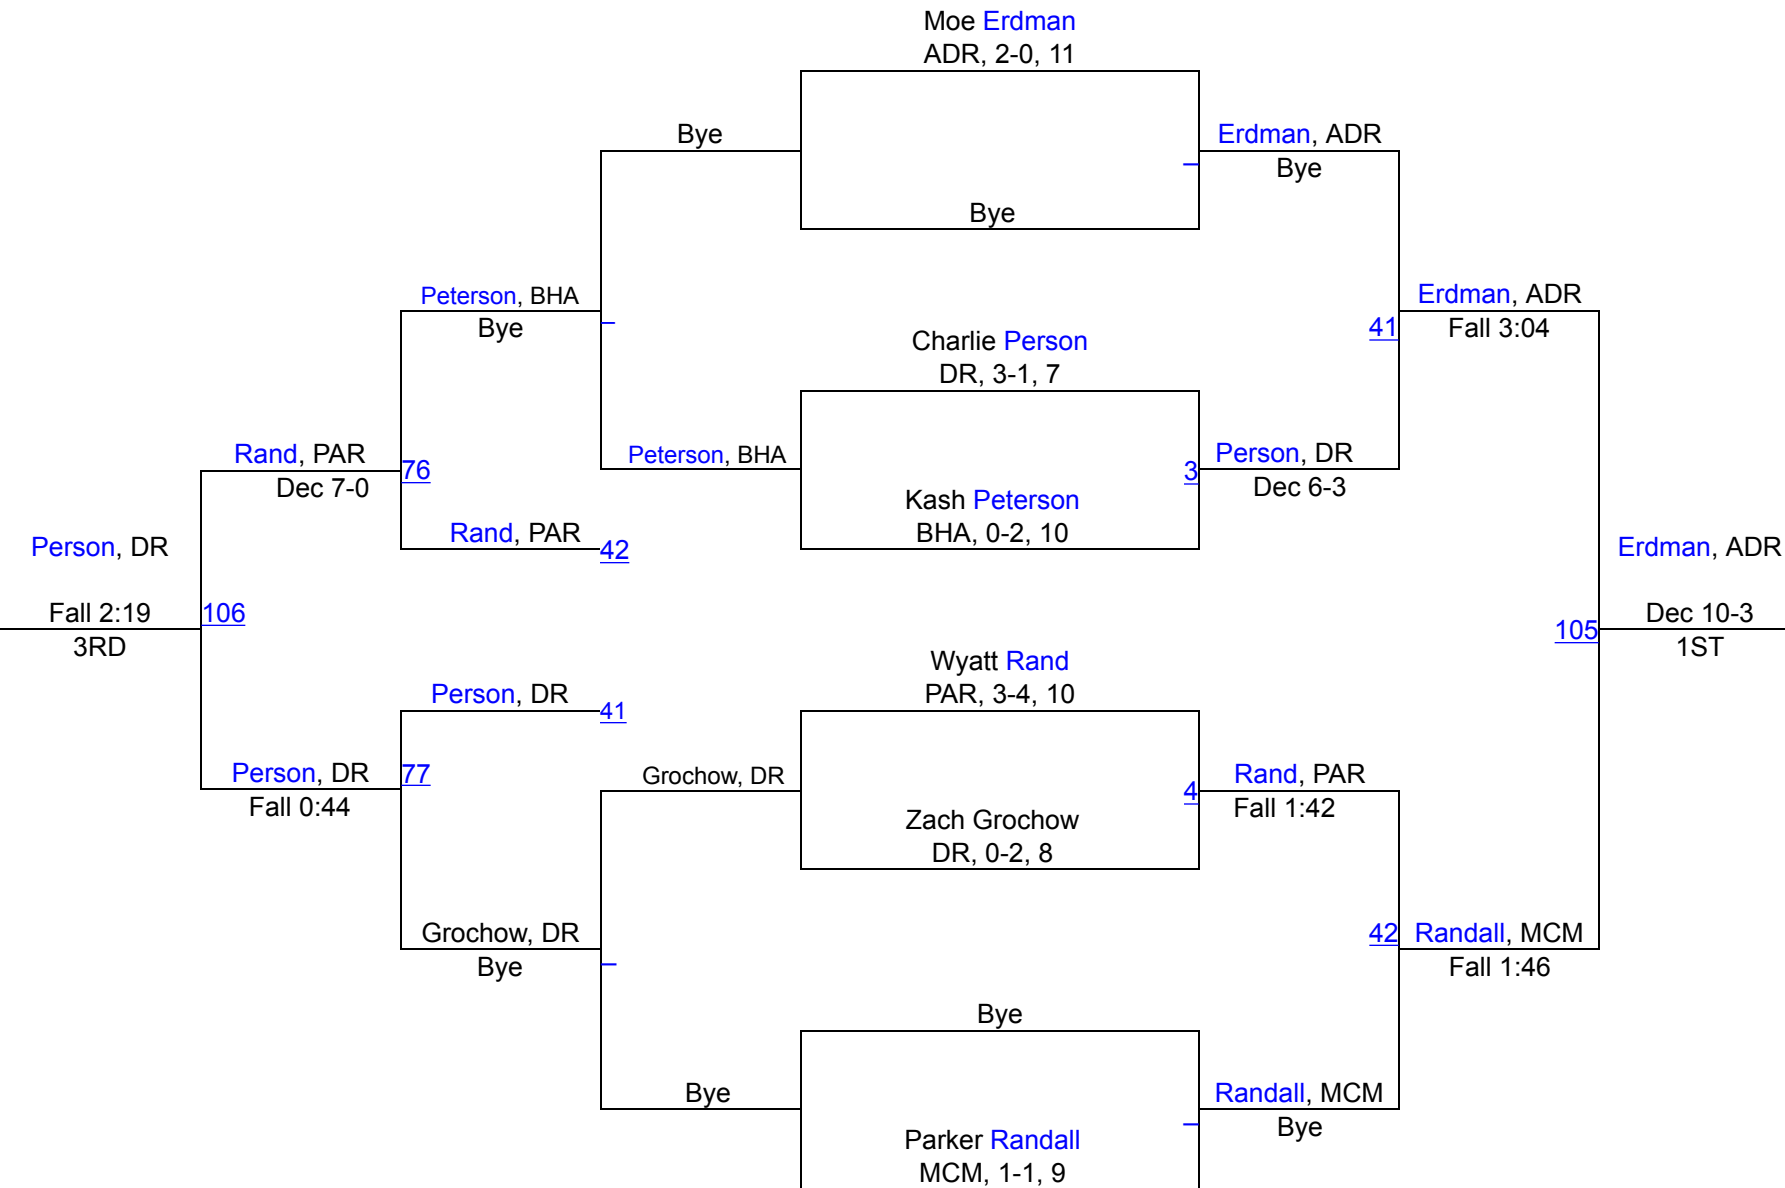 Moe Erdman
ADR, 2-0, 11
Bye
Erdman, ADR
Bye
Bye
Peterson, BHA
Bye
Erdman, ADR
41
Fall 3:04
Charlie Person
DR, 3-1, 7
Rand, PAR
76
Dec 7-0
Peterson, BHA
3
Person, DR
Dec 6-3
Kash Peterson
BHA, 0-2, 10
Rand, PAR
42
Person, DR
Erdman, ADR
Fall 2:19
106
3RD
Dec 10-3
105
1ST
Wyatt Rand
PAR, 3-4, 10
Person, DR
41
Person, DR
77
Fall 0:44
Grochow, DR
4
Rand, PAR
Fall 1:42
Zach Grochow
DR, 0-2, 8
Grochow, DR
Bye
42
Randall, MCM
Fall 1:46
Bye
Bye
Randall, MCM
Bye
Parker Randall
MCM, 1-1, 9